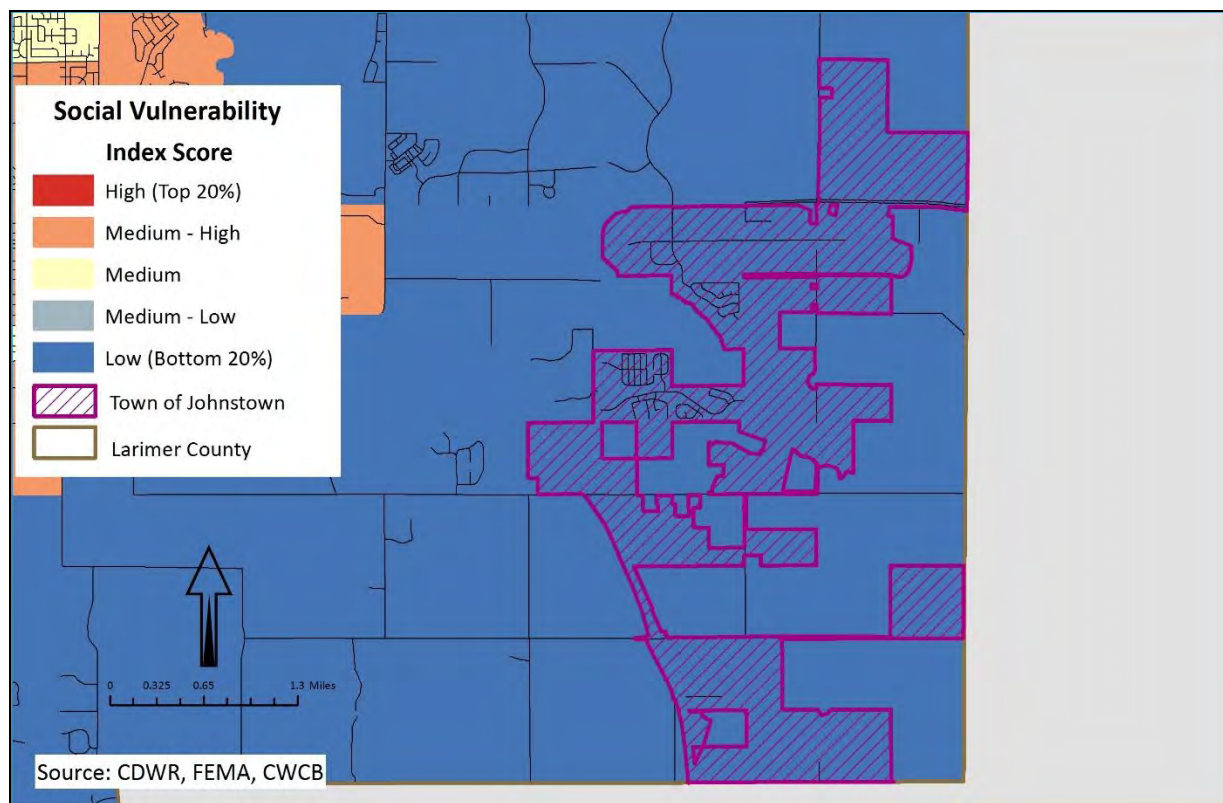 Social Vulnerability
Index Score
High (Top 20%)
Medium - High
Medium
Medium - Low
Low (Bottom 20%)
Town of Johnstown
Larimer County
0 0.325 0.65 1.3 Miles
Source: CDWR, FEMA, CWCB